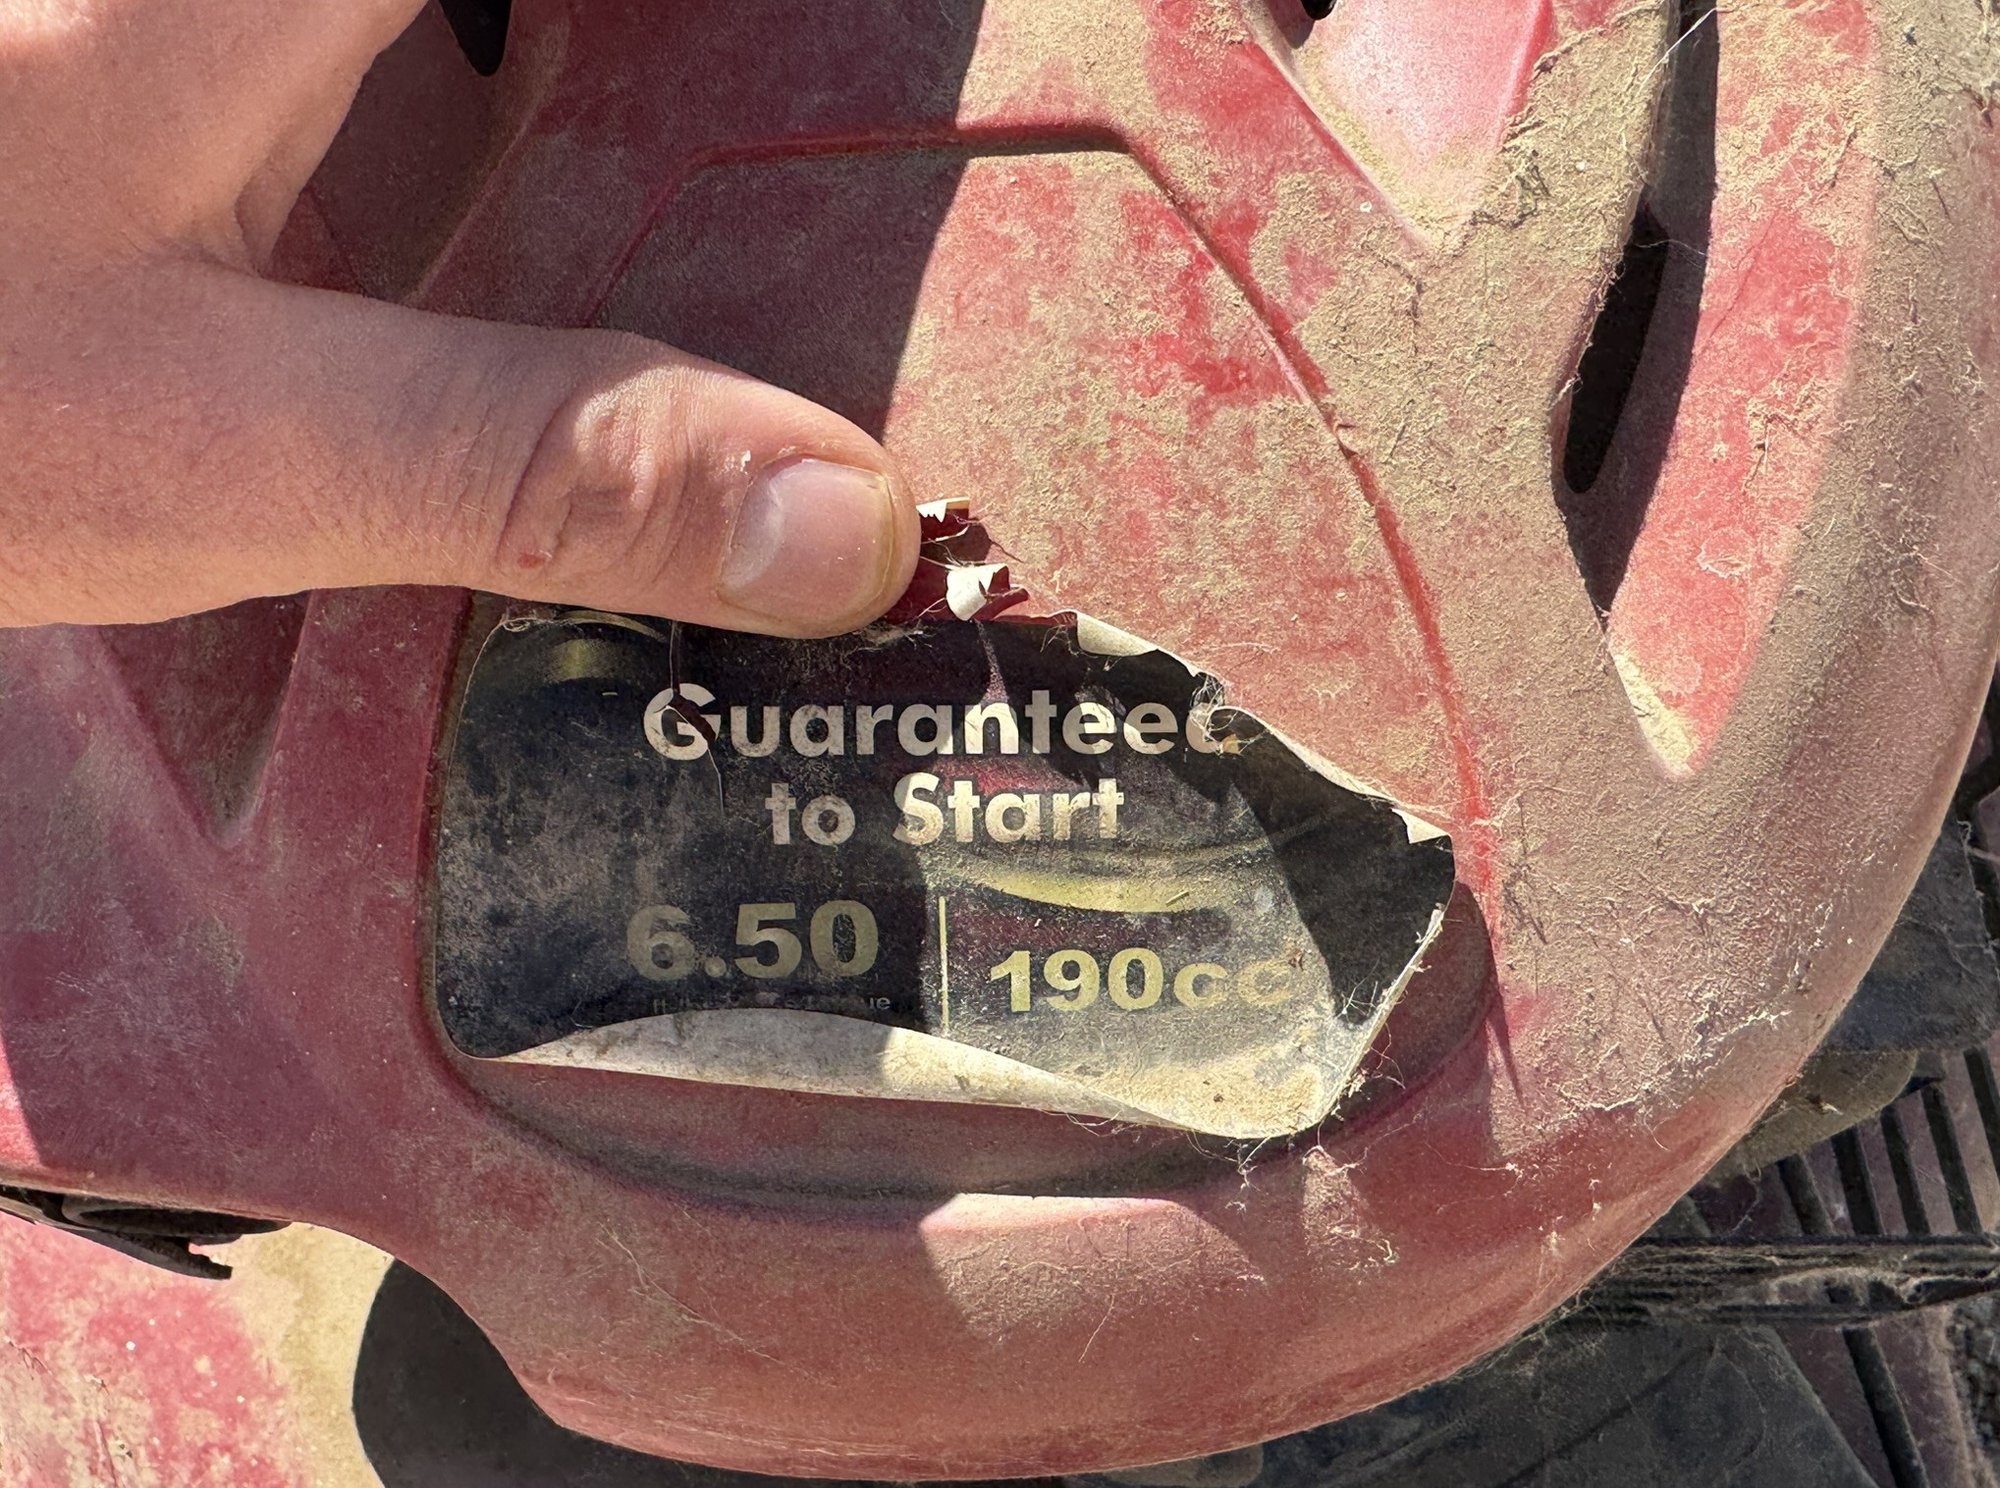 Guaranteed
to Start
6.50
190cc